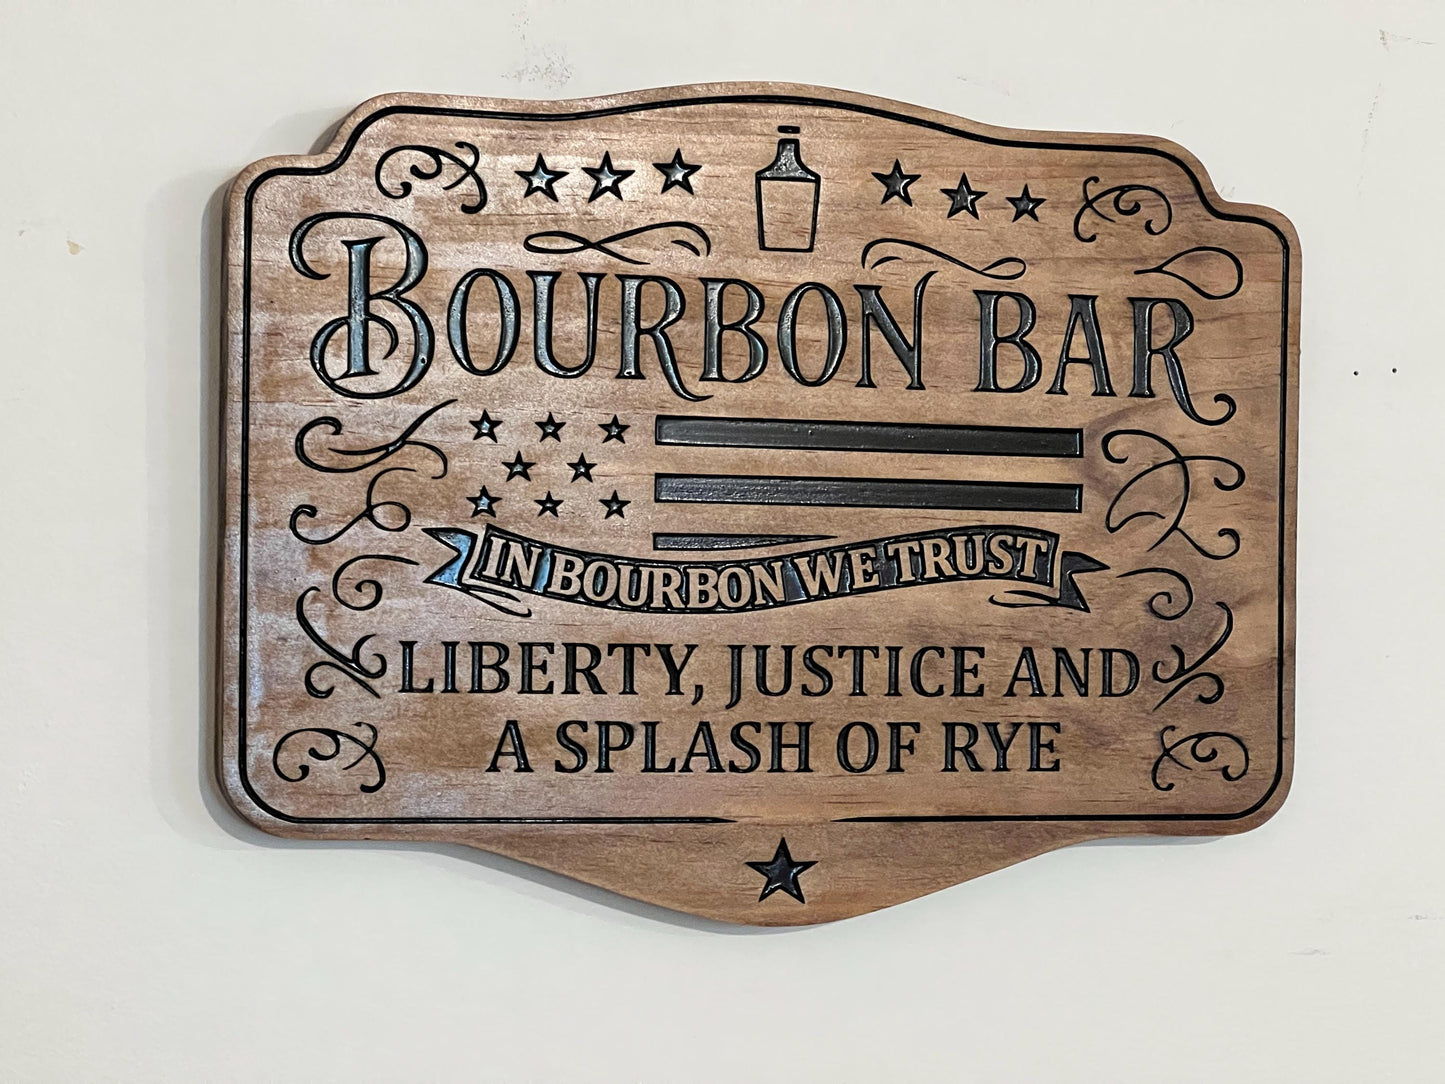 BOURBON BAR
IN BOURBON WE TRUST
LIBERTY, JUSTICE AND
A SPLASH OF RYE